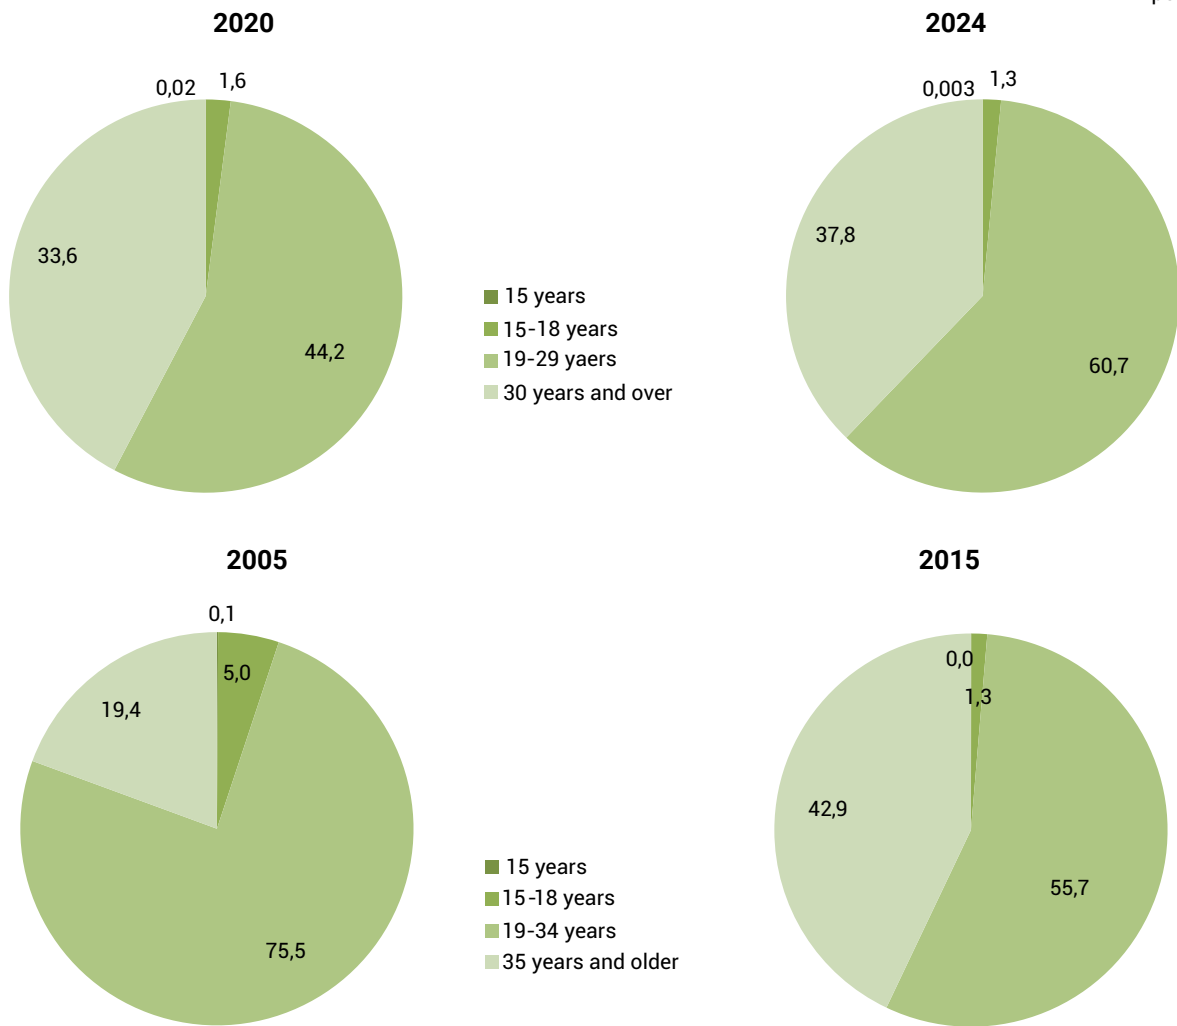 2020
2024
0,02
1,6
0,003
1,3
33,6
44,2
37,8
60,7
15 years
15-18 years
19-29 yaers
30 years and over
2005
2015
0,1
5,0
19,4
75,5
0,0
1,3
42,9
55,7
15 years
15-18 years
19-34 years
35 years and older